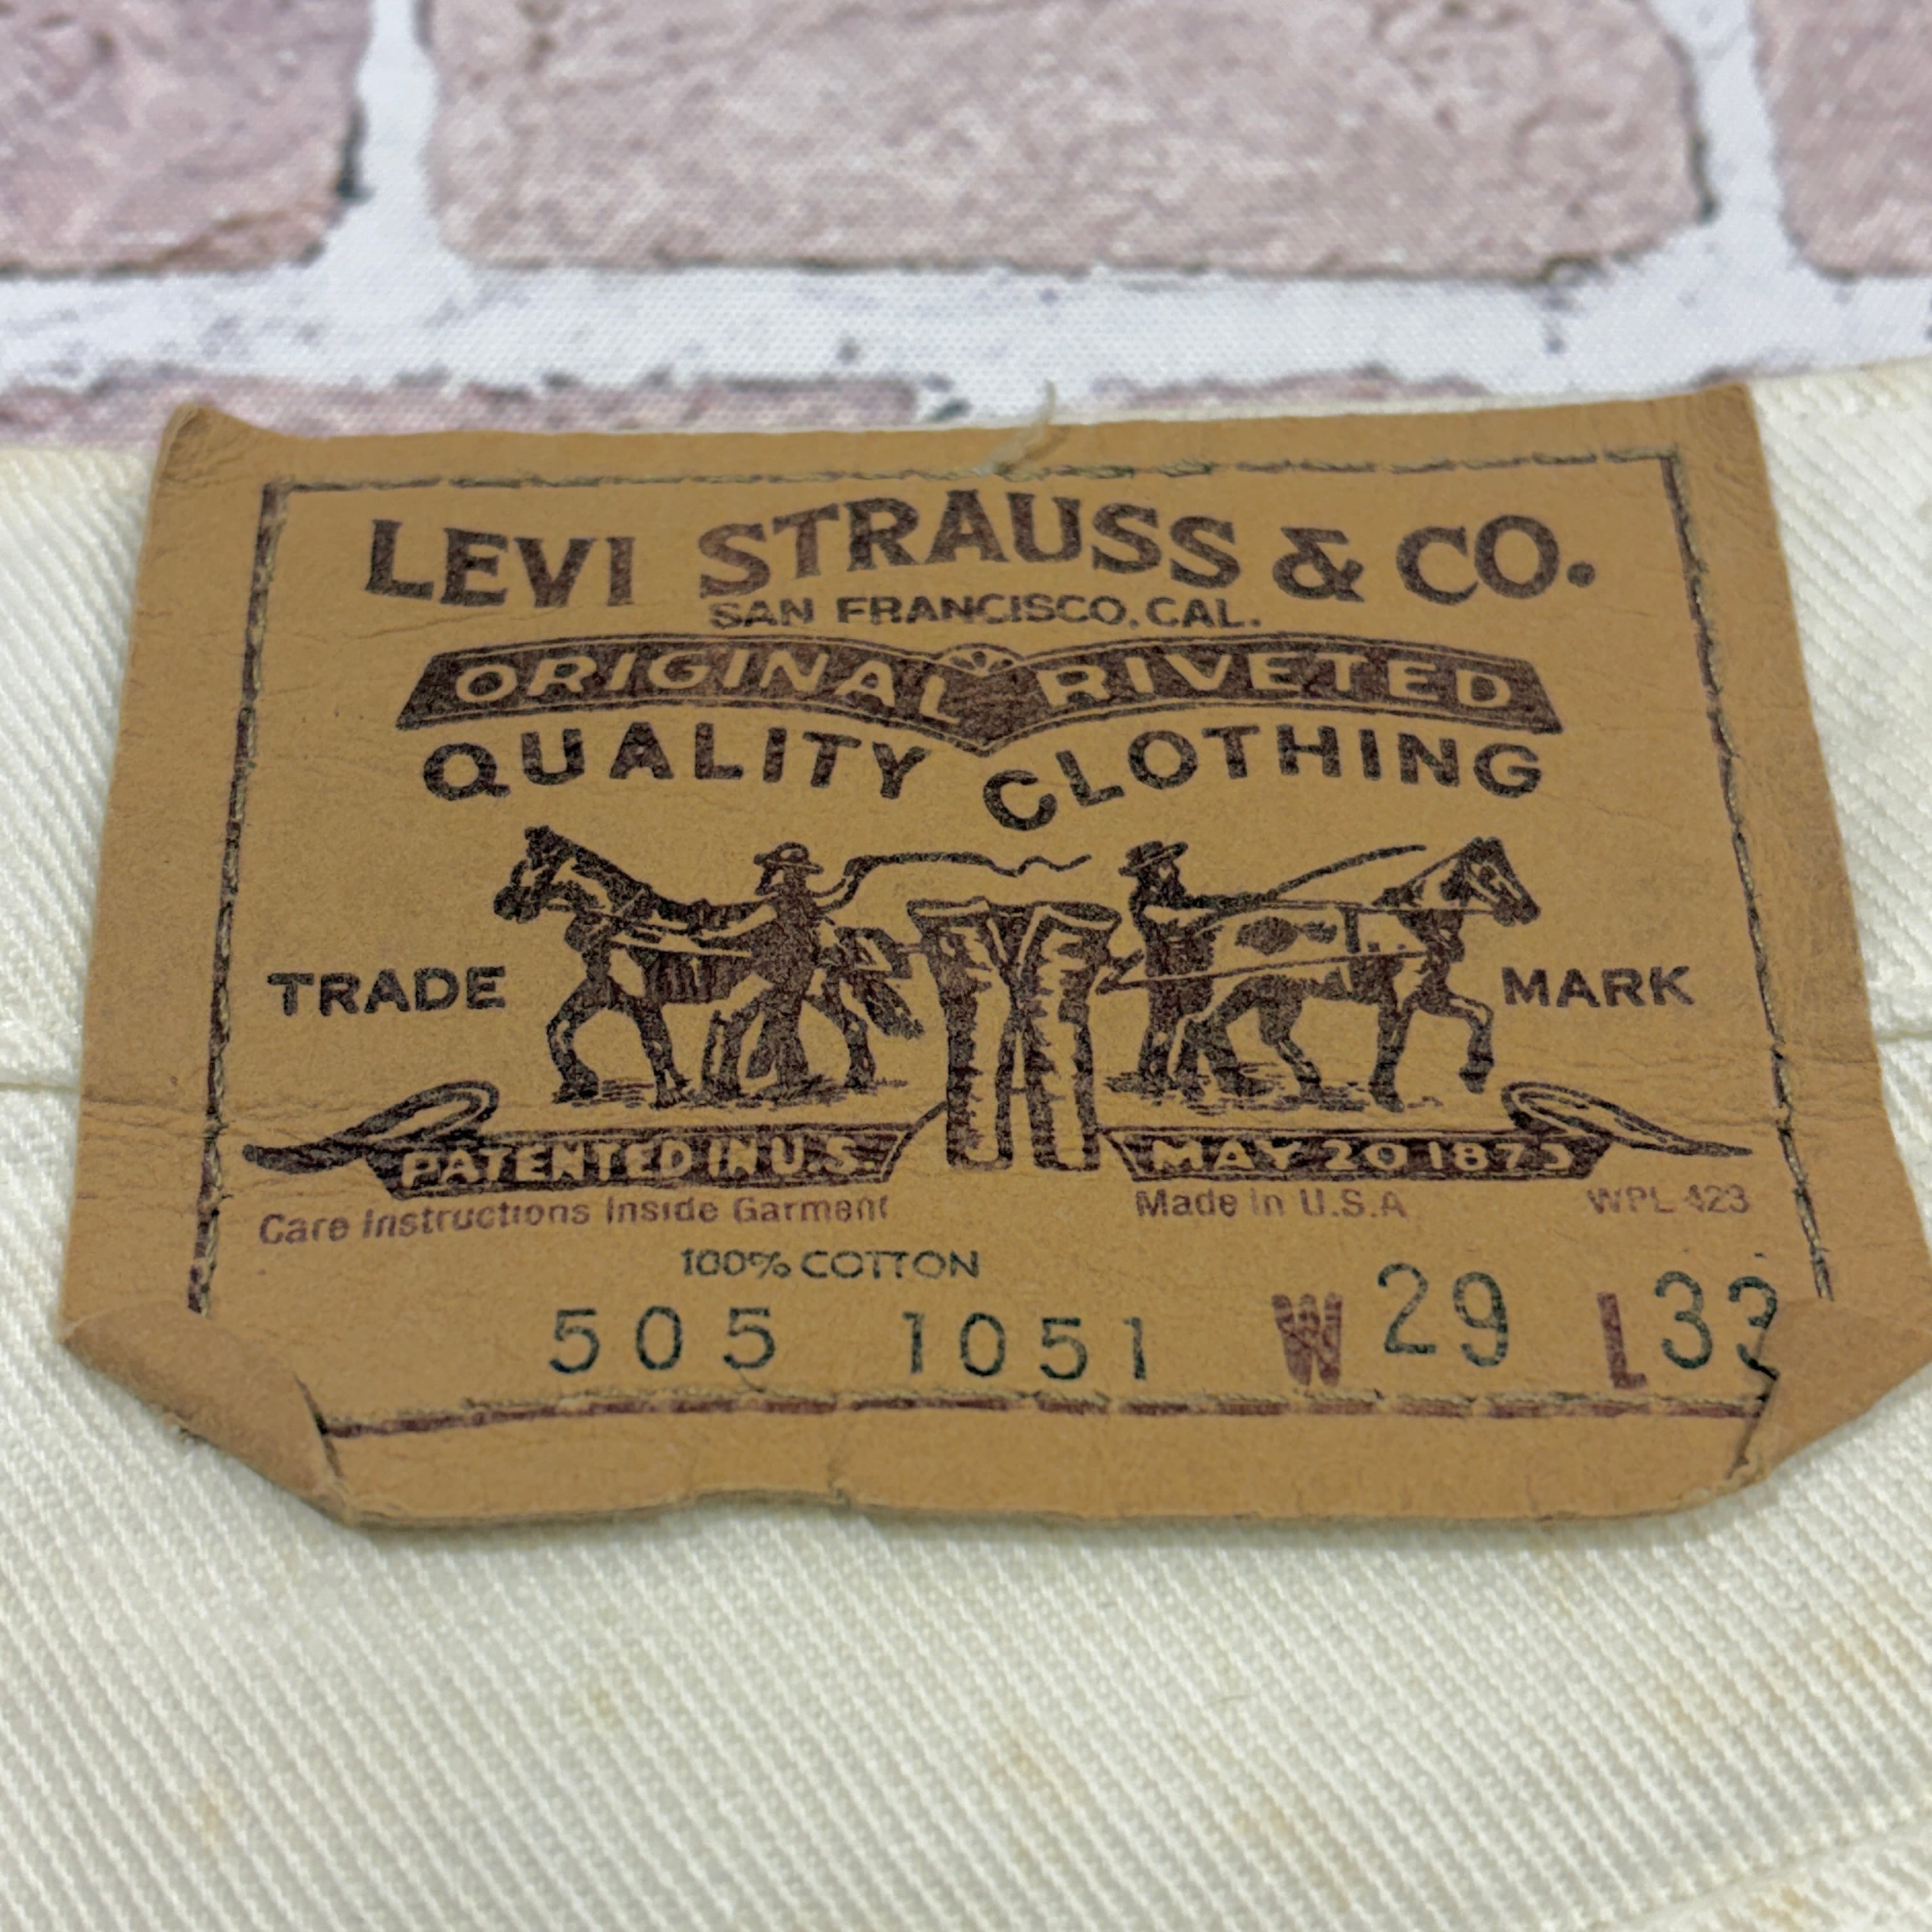 LEVI STRAUSS & CO.
SAN FRANCISCO, CAL.
ORIGINAL RIVETED
QUALITY CLOTHING
TRADE MARK
PATENTED IN U.S. MAY 20 1873
Care Instructions Inside Garment Made in U.S.A WPL 423
100% COTTON
505 1051 W 29 L 33